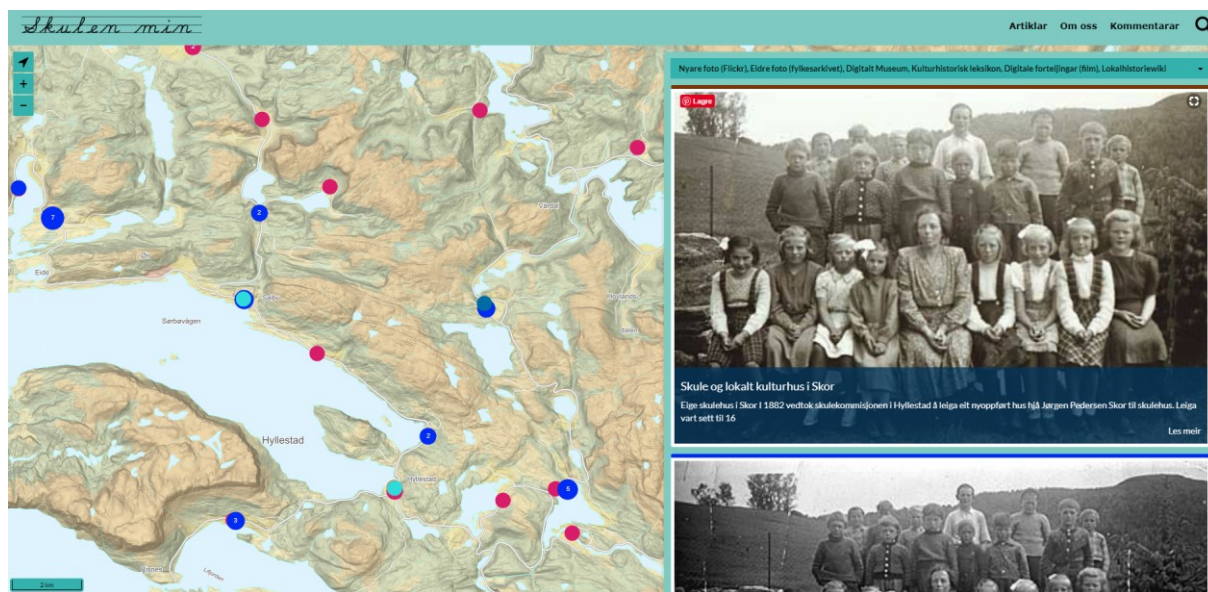 Skulen min
Artiklar Om oss Kommentarar
Nyare foto (Flickr), Eldre foto (fylkesarkivet), Digitalt Museum, Kulturhistorisk leksikon, Digitale forteljingar (film), Lokalhistoriewiki
Lagre
2
+
−
2
7
Eide
Sørbøvågen
Skule og lokalt kulturhus i Skor
Eige skulehus i Skor I 1882 vedtok skulekommisjonen i Hyllestad å leiga eit nyoppført hus hjå Jørgen Pedersen Skor til skulehus. Leiga
vart sett til 16
Les meir
2
Hyllestad
Hyllestad
5
3
Lifjorden
2 km